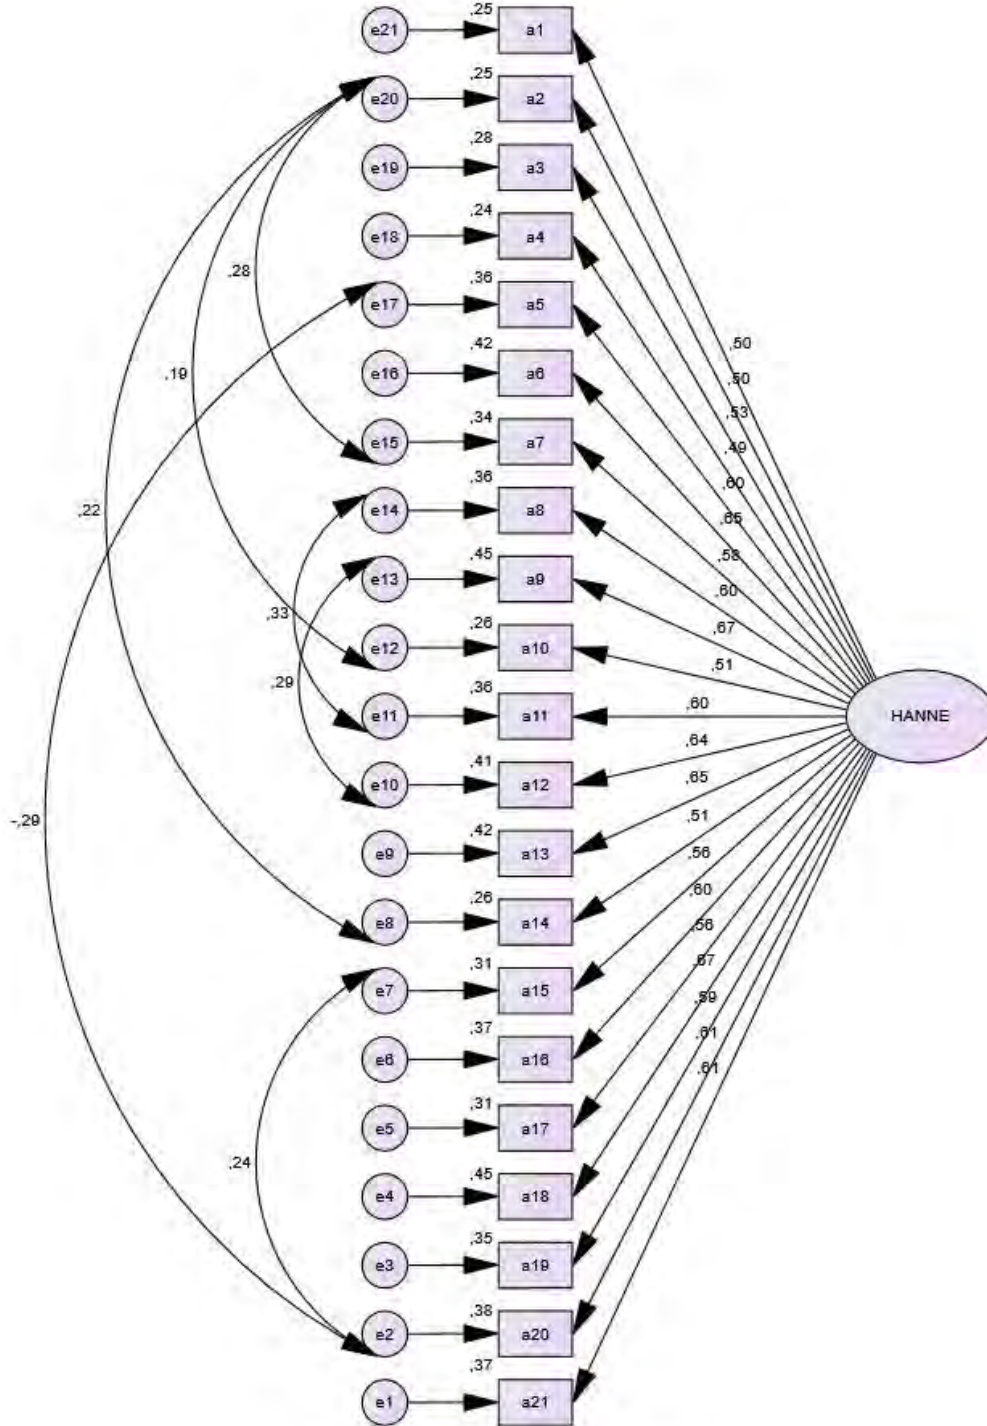 ,25
e21 a1
,25
e20 a2
,28
e19 a3
,24
e18 a4
,28
,36
e17 a5
,50
,42
,19 e16 a6 ,50
,53
,34
e15 a7 ,49
,36 ,60
,22 e14 a8 ,65
,45 ,58
e13 a9 ,60
,33 ,26 ,67
e12 a10 ,51
,29 ,36 ,60
e11 a11 HANNE
,41 ,64
e10 a12 ,65
-,29 ,42 ,51
e9 a13 ,56
,26 ,60
e8 a14 ,56
,31 ,67
e7 a15 ,59
,37 ,61
e6 a16 ,61
,31
e5 a17
,24
,45
e4 a18
,35
e3 a19
,38
e2 a20
,37
e1 a21